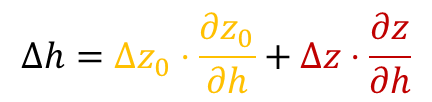 Δh = Δz₀ · ∂z₀/∂h + Δz · ∂z/∂h